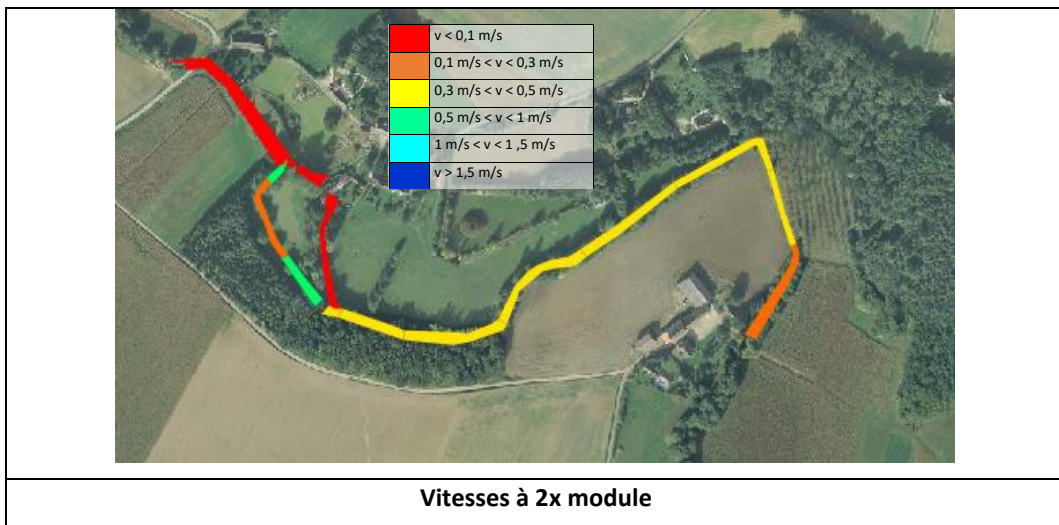 v < 0,1 m/s
0,1 m/s < v < 0,3 m/s
0,3 m/s < v < 0,5 m/s
0,5 m/s < v < 1 m/s
1 m/s < v < 1 ,5 m/s
v > 1,5 m/s
Vitesses à 2x module